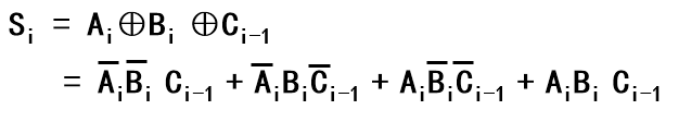 Sᵢ = Aᵢ⊕Bᵢ ⊕Cᵢ₋₁
= A̅ᵢB̅ᵢ Cᵢ₋₁ + A̅ᵢBᵢC̅ᵢ₋₁ + AᵢB̅ᵢC̅ᵢ₋₁ + AᵢBᵢ Cᵢ₋₁